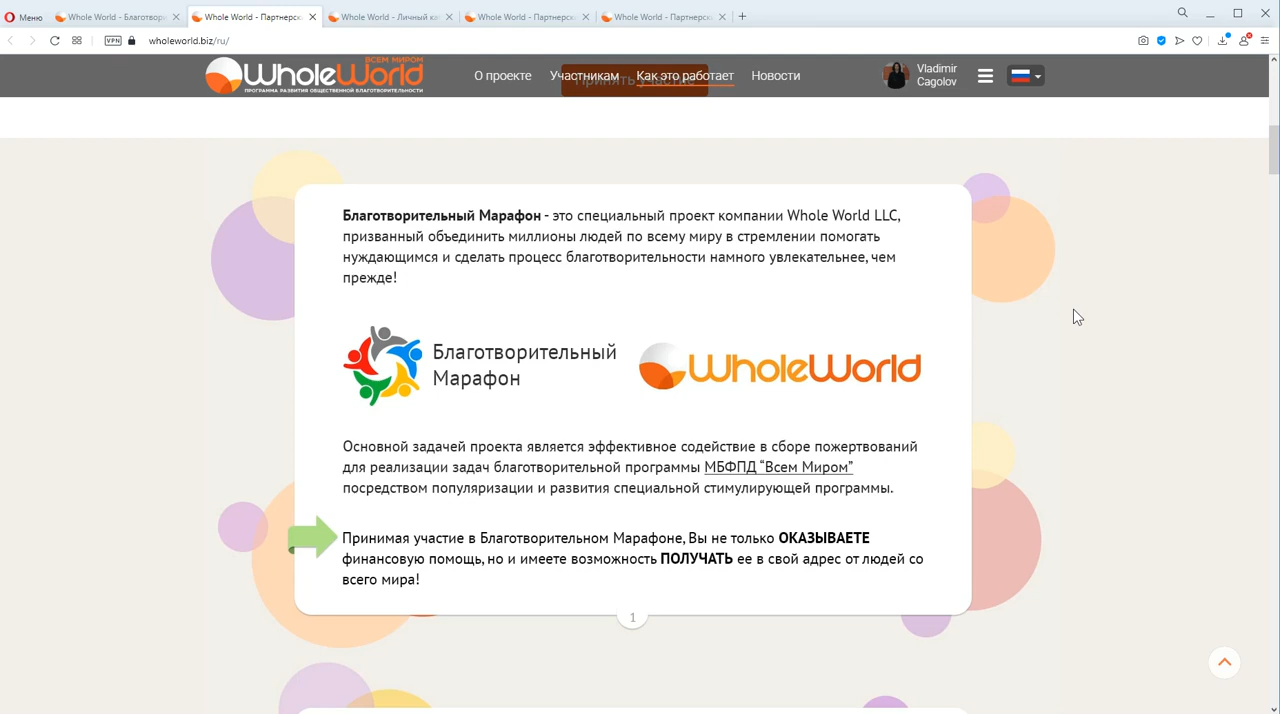 Меню
Whole World - Благотвори
Whole World - Партнерск
Whole World - Личный ка
Whole World - Партнерск
Whole World - Партнерск
VPN
wholeworld.biz/ru/
ВСЕМ МИРОМ
WholeWorld
ПРОГРАММА РАЗВИТИЯ ОБЩЕСТВЕННОЙ БЛАГОТВОРИТЕЛЬНОСТИ
О проекте
Участникам
Как это работает
Новости
Принять участие
Vladimir
Cagolov
Благотворительный Марафон - это специальный проект компании Whole World LLC,
призванный объединить миллионы людей по всему миру в стремлении помогать
нуждающимся и сделать процесс благотворительности намного увлекательнее, чем
прежде!
Благотворительный
Марафон
WholeWorld
Основной задачей проекта является эффективное содействие в сборе пожертвований
для реализации задач благотворительной программы МБФПД “Всем Миром”
посредством популяризации и развития специальной стимулирующей программы.
Принимая участие в Благотворительном Марафоне, Вы не только ОКАЗЫВАЕТЕ
финансовую помощь, но и имеете возможность ПОЛУЧАТЬ ее в свой адрес от людей со
всего мира!
1